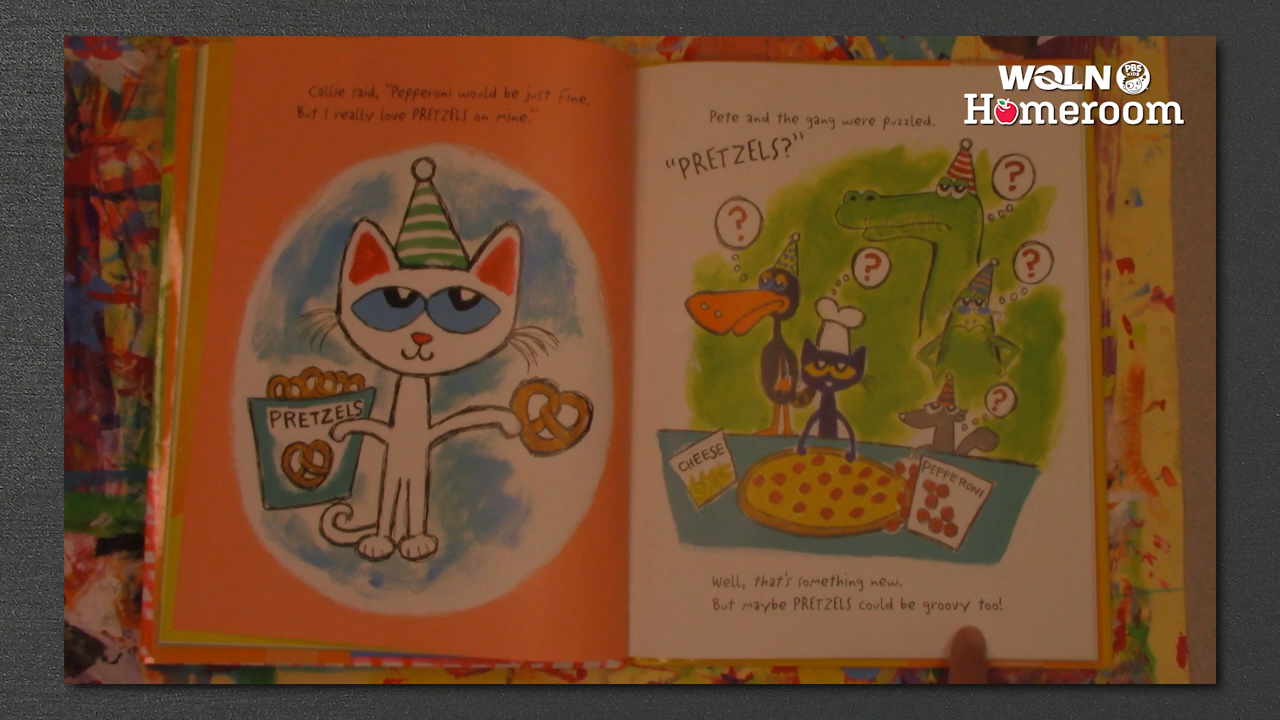 Callie said, "Pepperoni would be just fine.
But I really love PRETZELS on mine."
PRETZELS
WQLN PBS KIDS
Homeroom
Pete and the gang were puzzled.
"PRETZELS?"
?
?
?
?
?
CHEESE
PEPPERONI
Well, that's something new.
But maybe PRETZELS could be groovy too!